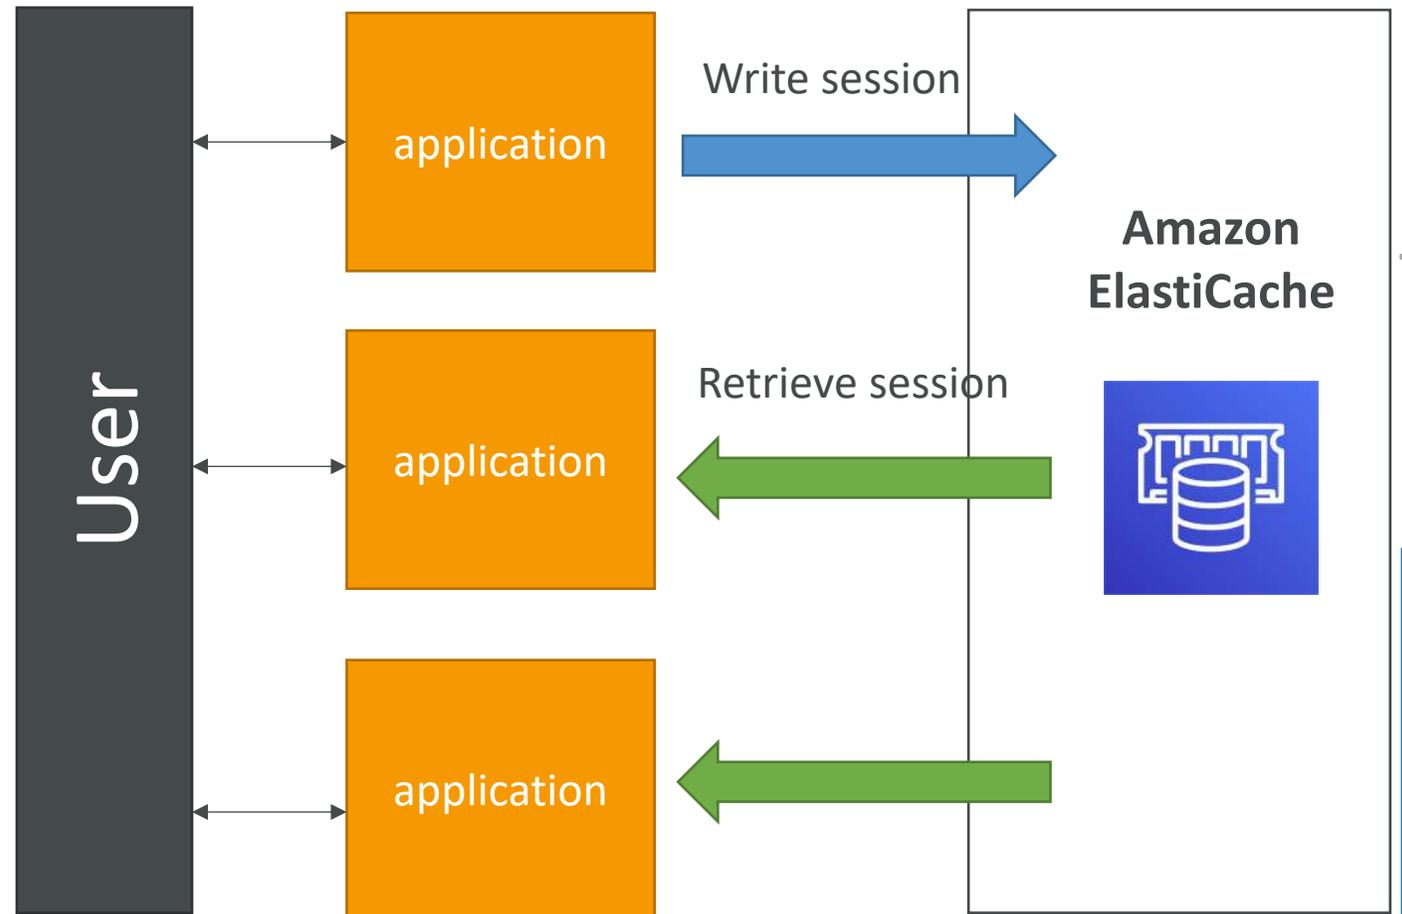 User
application
Write session
Amazon
ElastiCache
application
Retrieve session
application